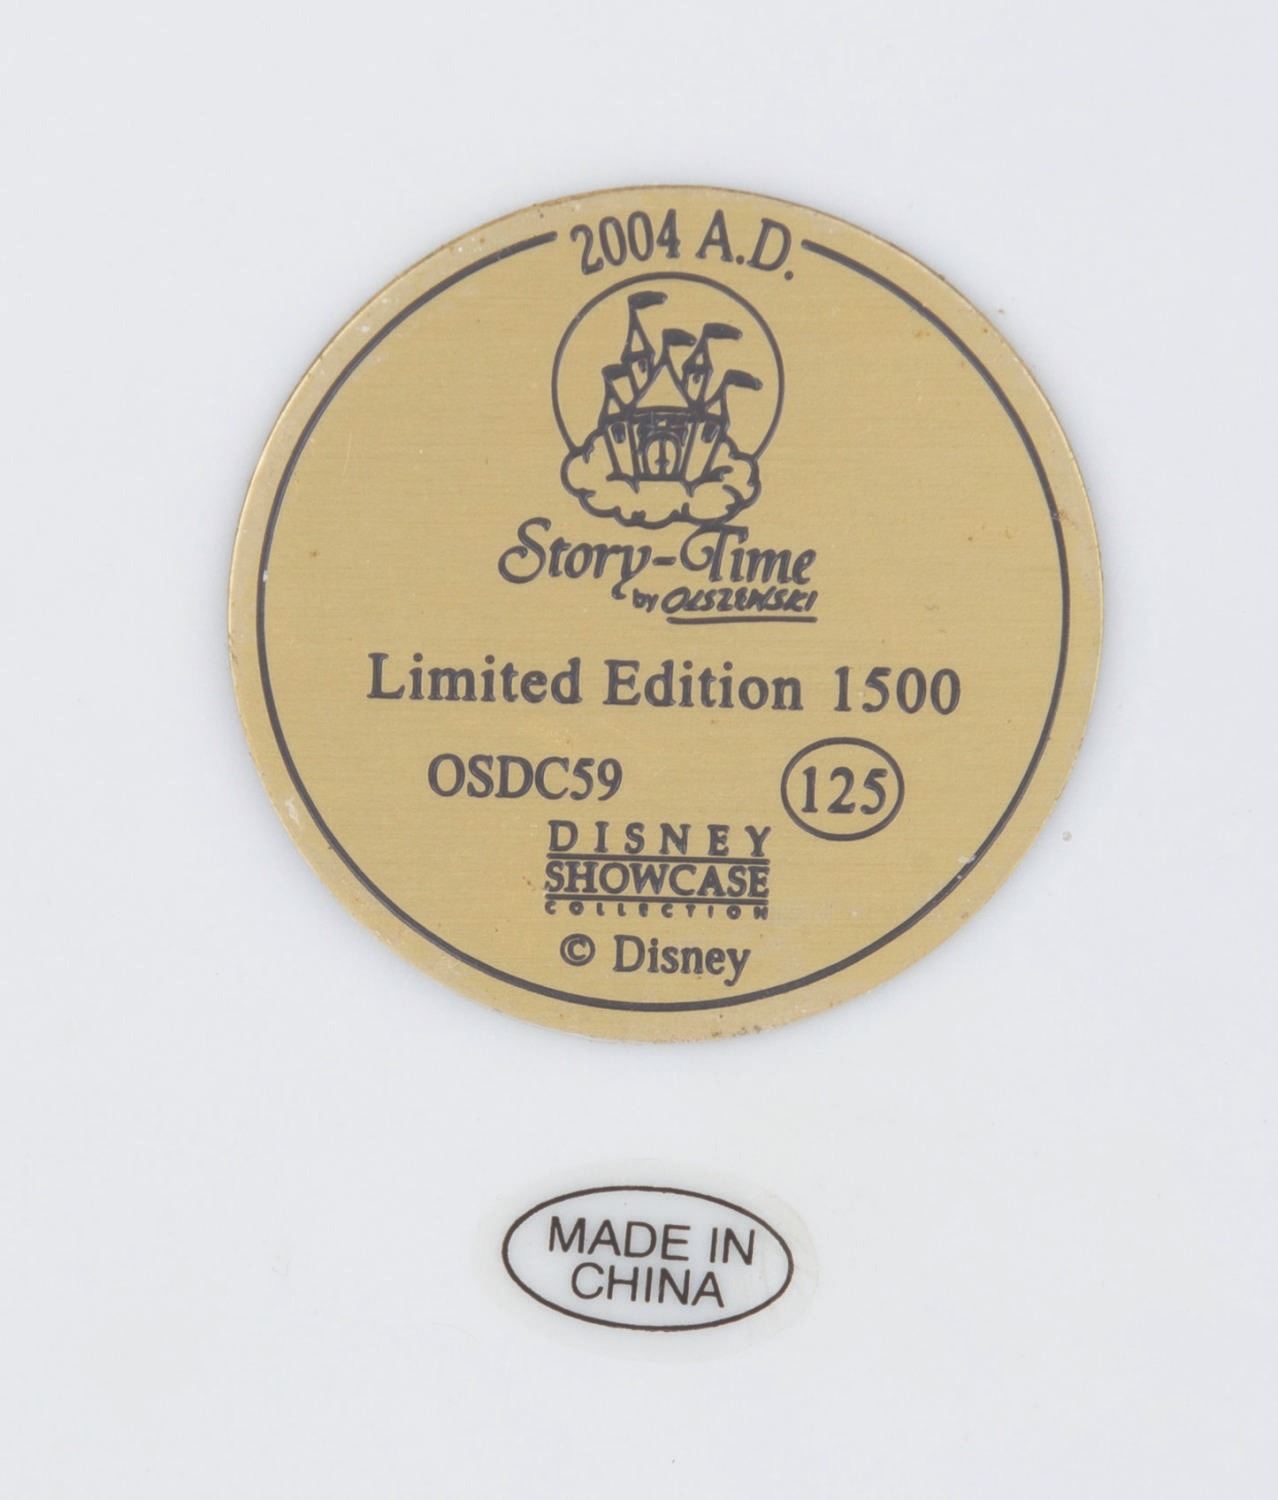 2004 A.D.
Story-Time
by OLSZEWSKI
Limited Edition 1500
OSDC59 125
DISNEY
SHOWCASE
COLLECTION
© Disney
MADE IN
CHINA